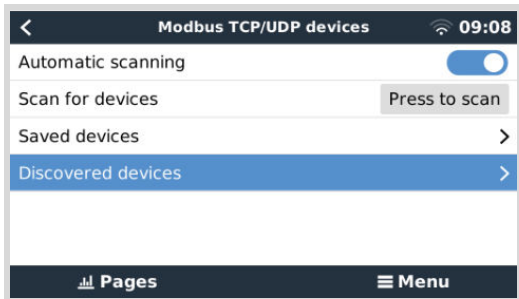 Modbus TCP/UDP devices 09:08
Automatic scanning
Scan for devices Press to scan
Saved devices
Discovered devices
Pages Menu